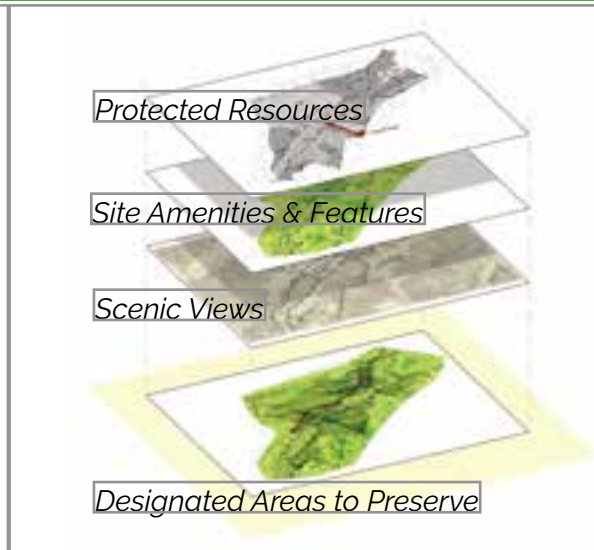 Protected Resources
Site Amenities & Features
Scenic Views
Designated Areas to Preserve